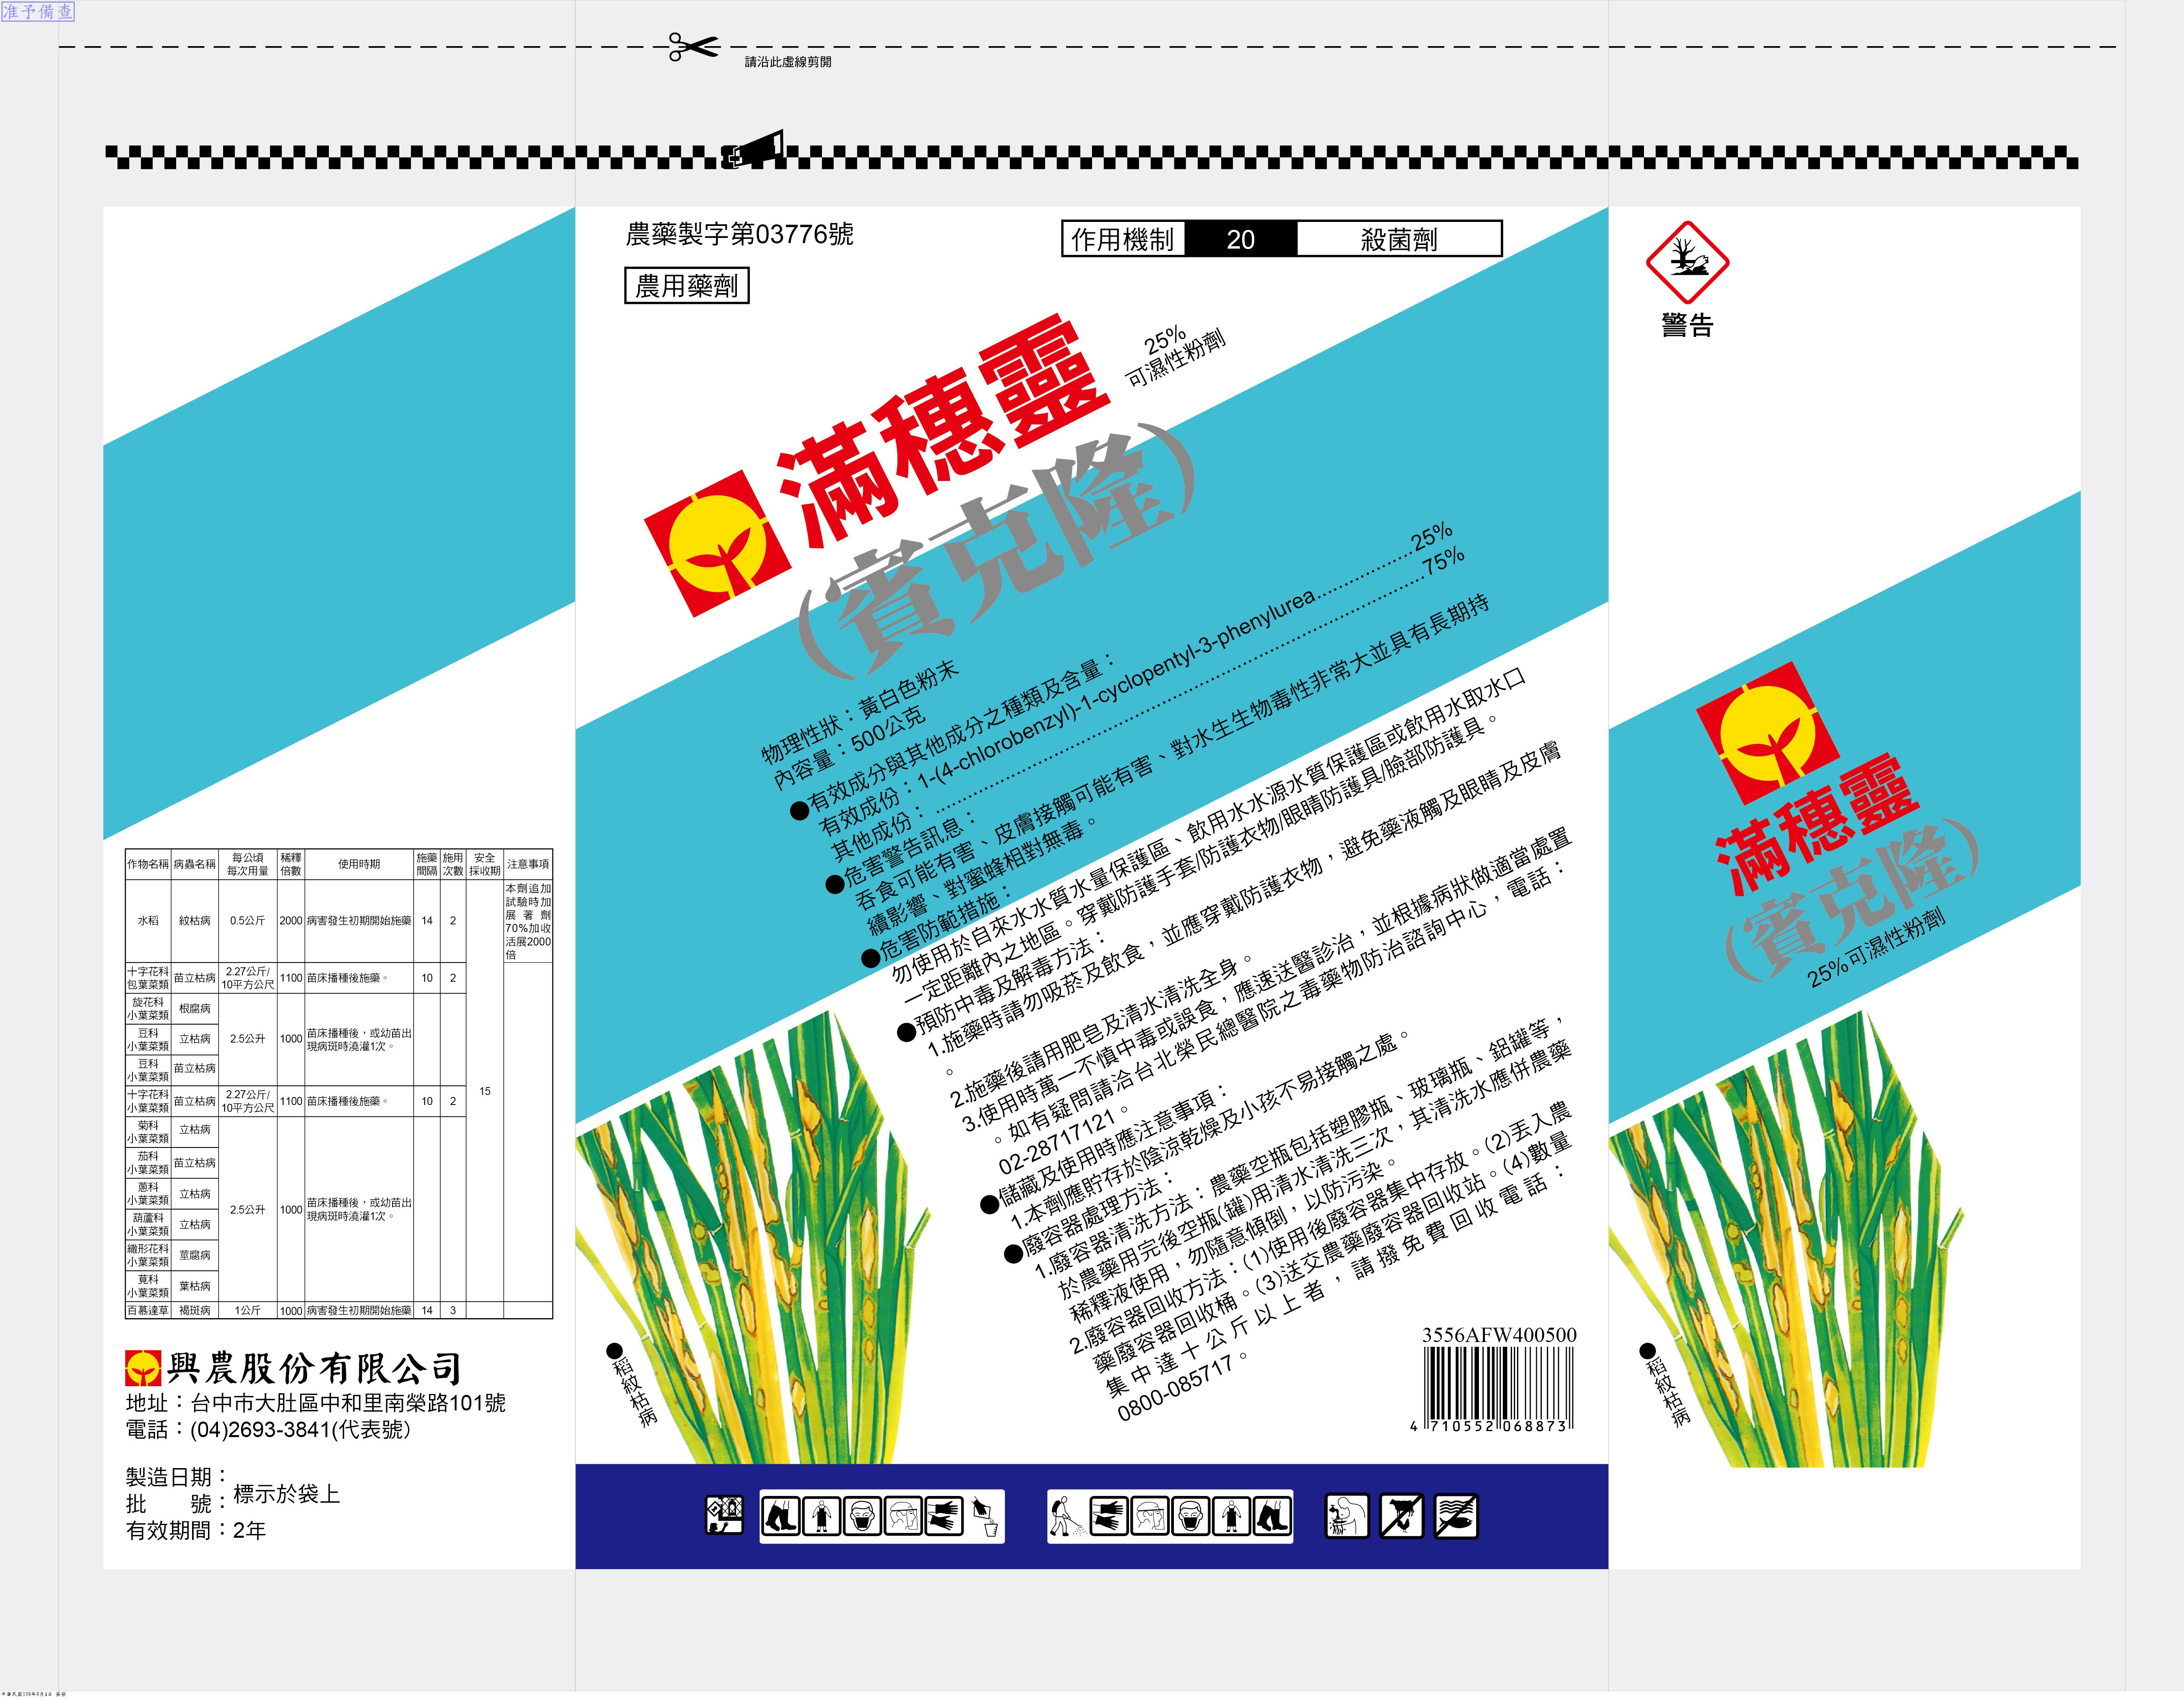 准予備查
請沿此虛線剪開
農藥製字第03776號
農用藥劑
作用機制 20 殺菌劑
滿穗靈
25%
可濕性粉劑
(賓克隆)
物理性狀：黃白色粉末
內容量：500公克
●有效成分與其他成分之種類及含量：
有效成份：1-(4-chlorobenzyl)-1-cyclopentyl-3-phenylurea..................25%
其他成份：..................75%
●危害警告訊息：
吞食可能有害、皮膚接觸可能有害、對水生生物毒性非常大並具有長期持
續影響、對蜜蜂相對無毒。
●危害防範措施：
勿使用於自來水水質水量保護區、飲用水水源水質保護區或飲用水取水口
一定距離內之地區。穿戴防護手套/防護衣物/眼睛防護具/臉部防護具。
●預防中毒及解毒方法：
1.施藥時請勿吸菸及飲食，並應穿戴防護衣物，避免藥液觸及眼睛及皮膚
。
2.施藥後請用肥皂及清水清洗全身。
3.使用時萬一不慎中毒或誤食，應速送醫診治，並根據病狀做適當處置
。如有疑問請洽台北榮民總醫院之毒藥物防治諮詢中心，電話：
02-28717121。
●儲藏及使用時應注意事項：
1.本劑應貯存於陰涼乾燥及小孩不易接觸之處。
●廢容器處理方法：
1.廢容器清洗方法：農藥空瓶包括塑膠瓶、玻璃瓶、鋁罐等，
於農藥用完後空瓶(罐)用清水清洗三次，其清洗水應併農藥
稀釋液使用，勿隨意傾倒，以防污染。
2.廢容器回收方法：(1)使用後廢容器集中存放。(2)丟入農
藥廢容器回收桶。(3)送交農藥廢容器回收站。(4)數量
集中達十公斤以上者，請撥免費回收電話：
0800-085717。
●稻紋枯病
3556AFW400500
4 710552 068873
警告
滿穗靈
(賓克隆)
25%可濕性粉劑
●稻紋枯病
作物名稱 病蟲名稱 每公頃每次用量 稀釋倍數 使用時期 施藥間隔 施用次數 安全採收期 注意事項
水稻 紋枯病 0.5公斤 2000 病害發生初期開始施藥 14 2 15 本劑追加試驗時加展著劑70%加收活展2000倍
十字花科包葉菜類 苗立枯病 2.27公斤/10平方公尺 1100 苗床播種後施藥。 10 2
旋花科小葉菜類 根腐病 2.5公升 1000 苗床播種後，或幼苗出現病斑時澆灌1次。
豆科小葉菜類 立枯病
豆科小葉菜類 苗立枯病
十字花科小葉菜類 苗立枯病 2.27公斤/10平方公尺 1100 苗床播種後施藥。 10 2
菊科小葉菜類 立枯病 2.5公升 1000 苗床播種後，或幼苗出現病斑時澆灌1次。
茄科小葉菜類 苗立枯病
蔥科小葉菜類 立枯病
葫蘆科小葉菜類 立枯病
繖形花科小葉菜類 莖腐病
莧科小葉菜類 葉枯病
百慕達草 褐斑病 1公斤 1000 病害發生初期開始施藥 14 3
興農股份有限公司
地址：台中市大肚區中和里南榮路101號
電話：(04)2693-3841(代表號)
製造日期：
批　　號：標示於袋上
有效期間：2年